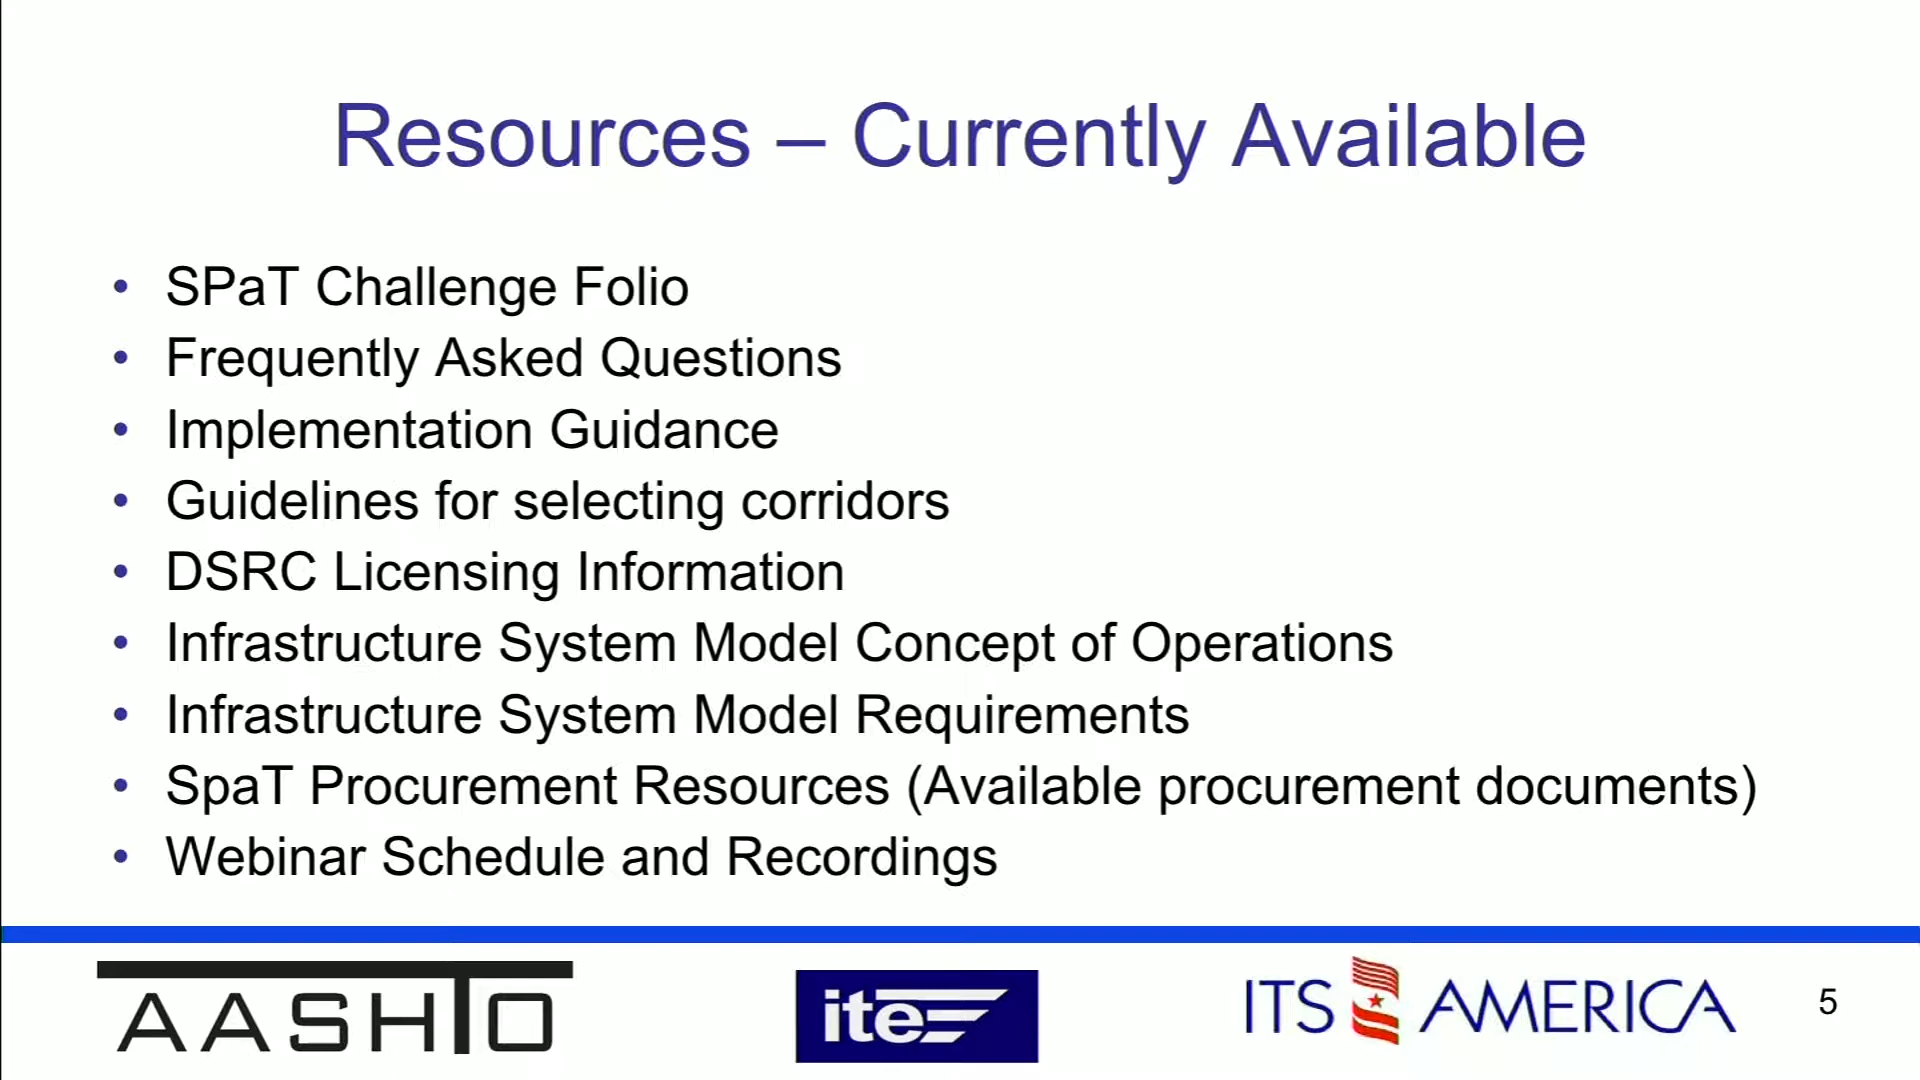 Resources – Currently Available
• SPaT Challenge Folio
• Frequently Asked Questions
• Implementation Guidance
• Guidelines for selecting corridors
• DSRC Licensing Information
• Infrastructure System Model Concept of Operations
• Infrastructure System Model Requirements
• SpaT Procurement Resources (Available procurement documents)
• Webinar Schedule and Recordings
AASHTO
ite
ITS AMERICA
5